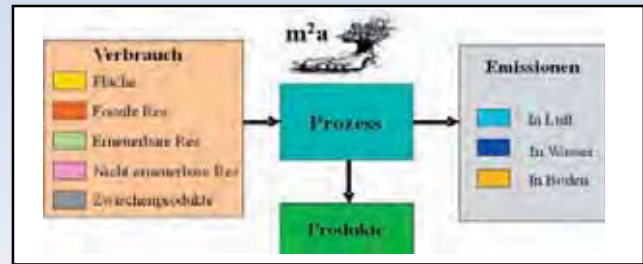 m²a
Verbrauch
Fläche
Fossile Res
Erneuerbare Res
Nicht erneuerbare Res
Zwischenprodukte
Prozess
Produkte
Emissionen
In Luft
In Wasser
In Boden